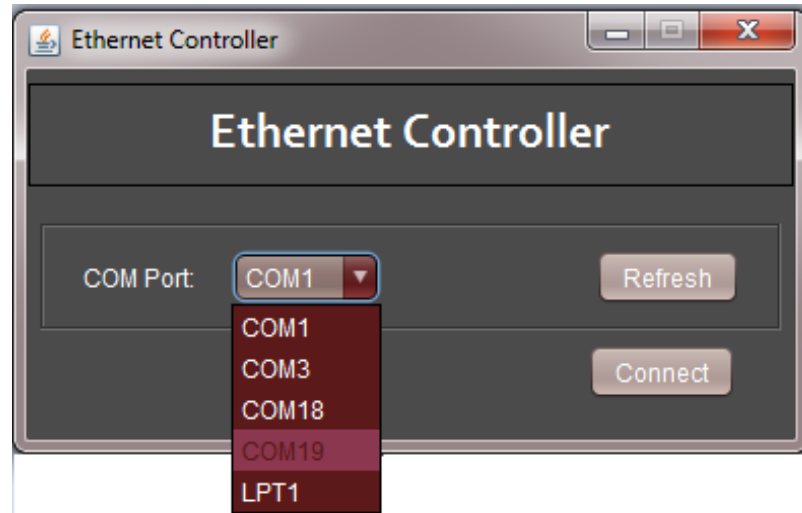 Ethernet Controller
Ethernet Controller
COM Port: COM1 Refresh
COM1
COM3
Connect
COM18
COM19
LPT1